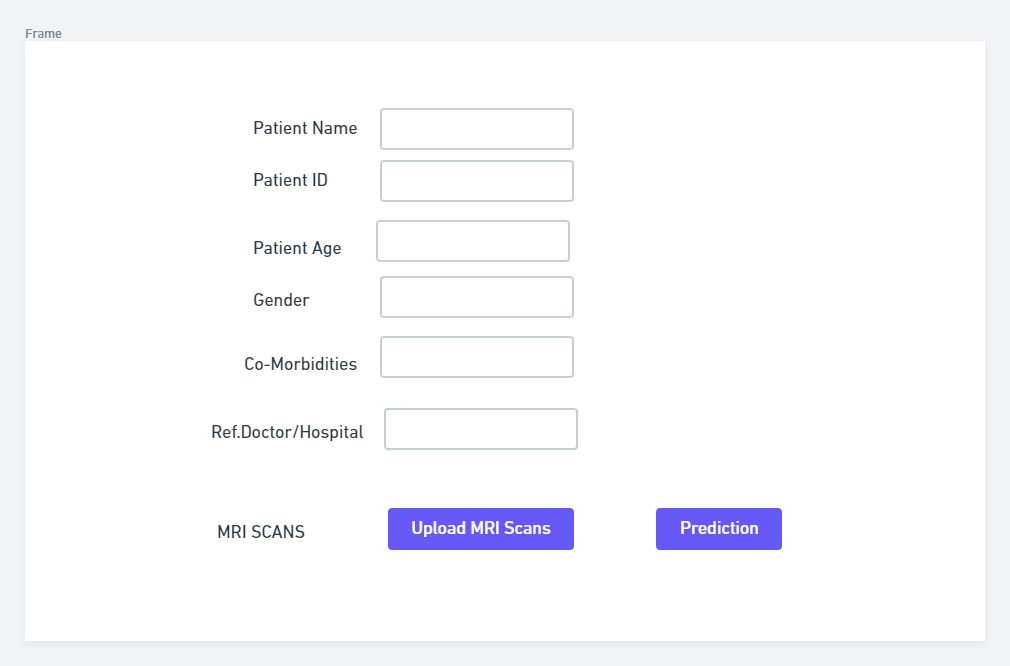 Frame
Patient Name
Patient ID
Patient Age
Gender
Co-Morbidities
Ref.Doctor/Hospital
MRI SCANS Upload MRI Scans Prediction